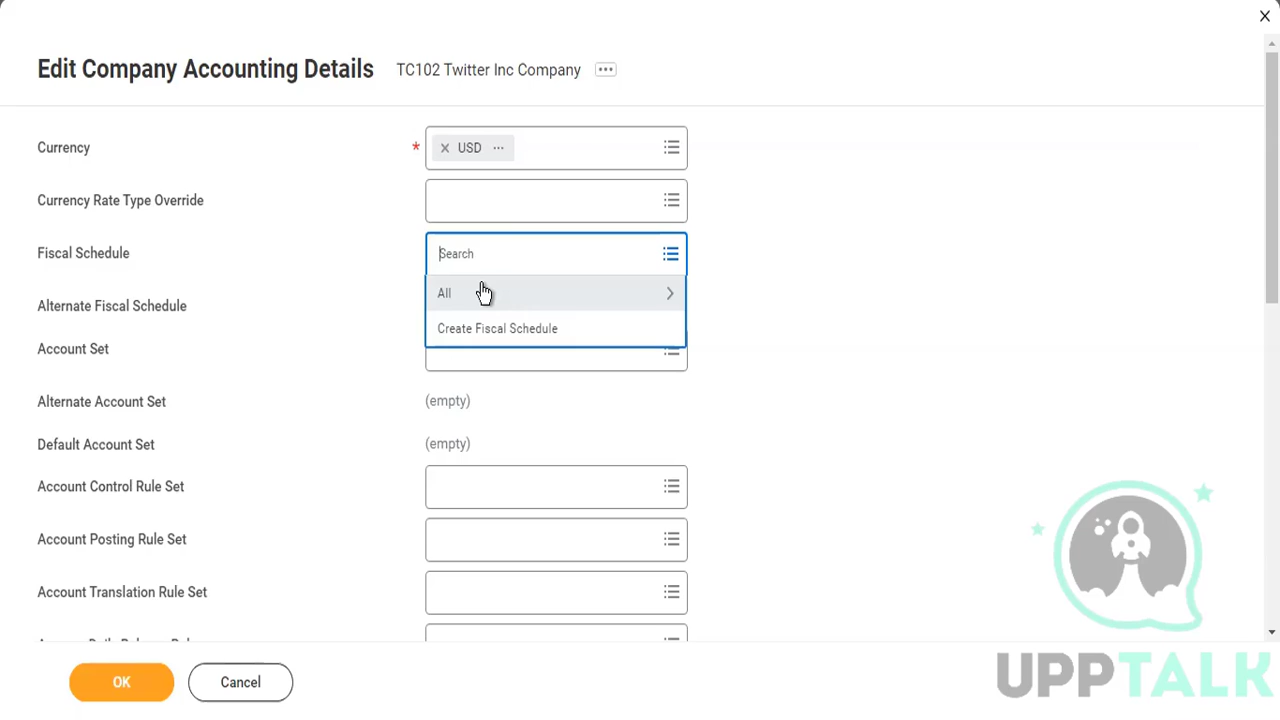 Edit Company Accounting Details TC102 Twitter Inc Company
Currency * USD
Currency Rate Type Override
Fiscal Schedule Search
All
Alternate Fiscal Schedule
Create Fiscal Schedule
Account Set
Alternate Account Set (empty)
Default Account Set (empty)
Account Control Rule Set
Account Posting Rule Set
Account Translation Rule Set
OK Cancel
UPPTALK